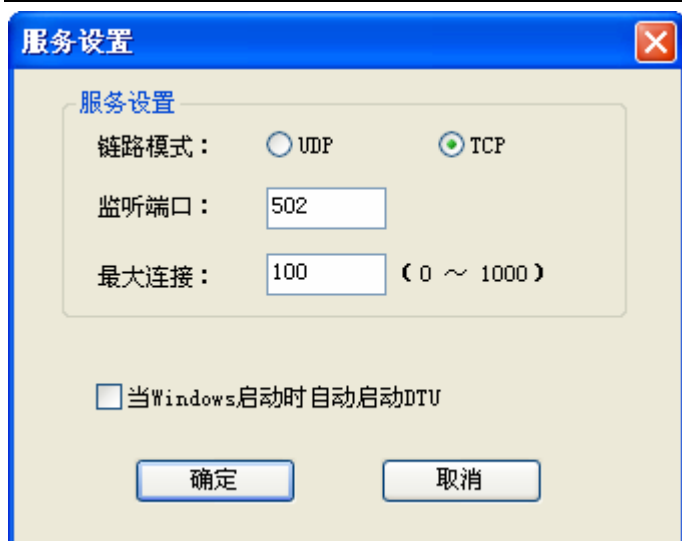 服务设置
服务设置
链路模式： UDP TCP
监听端口： 502
最大连接： 100 (0 ～ 1000)
当Windows启动时自动启动DTU
确定 取消